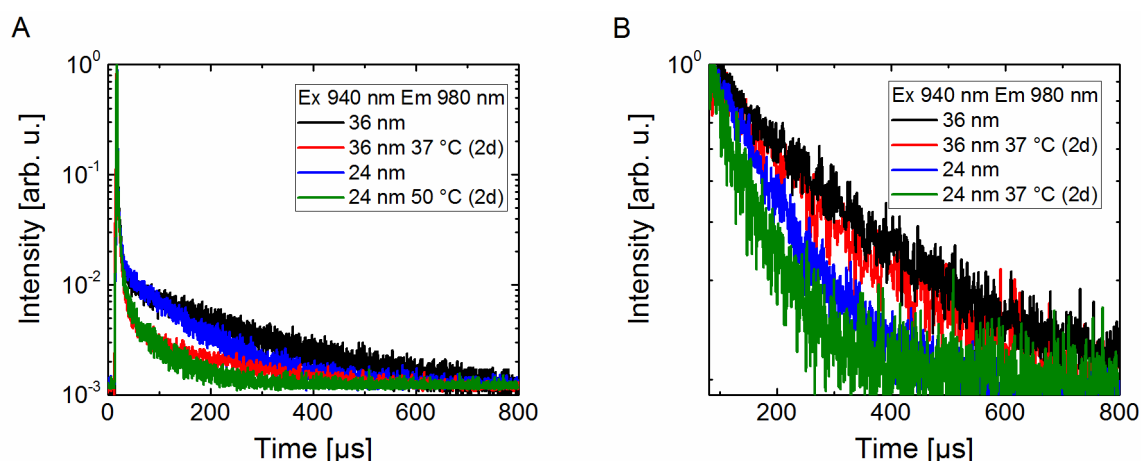 A
Intensity [arb. u.]
10⁰
10⁻¹
10⁻²
10⁻³
Ex 940 nm Em 980 nm
36 nm
36 nm 37 °C (2d)
24 nm
24 nm 50 °C (2d)
0 200 400 600 800
Time [µs]
B
Intensity [arb. u.]
10⁰
Ex 940 nm Em 980 nm
36 nm
36 nm 37 °C (2d)
24 nm
24 nm 37 °C (2d)
200 400 600 800
Time [µs]